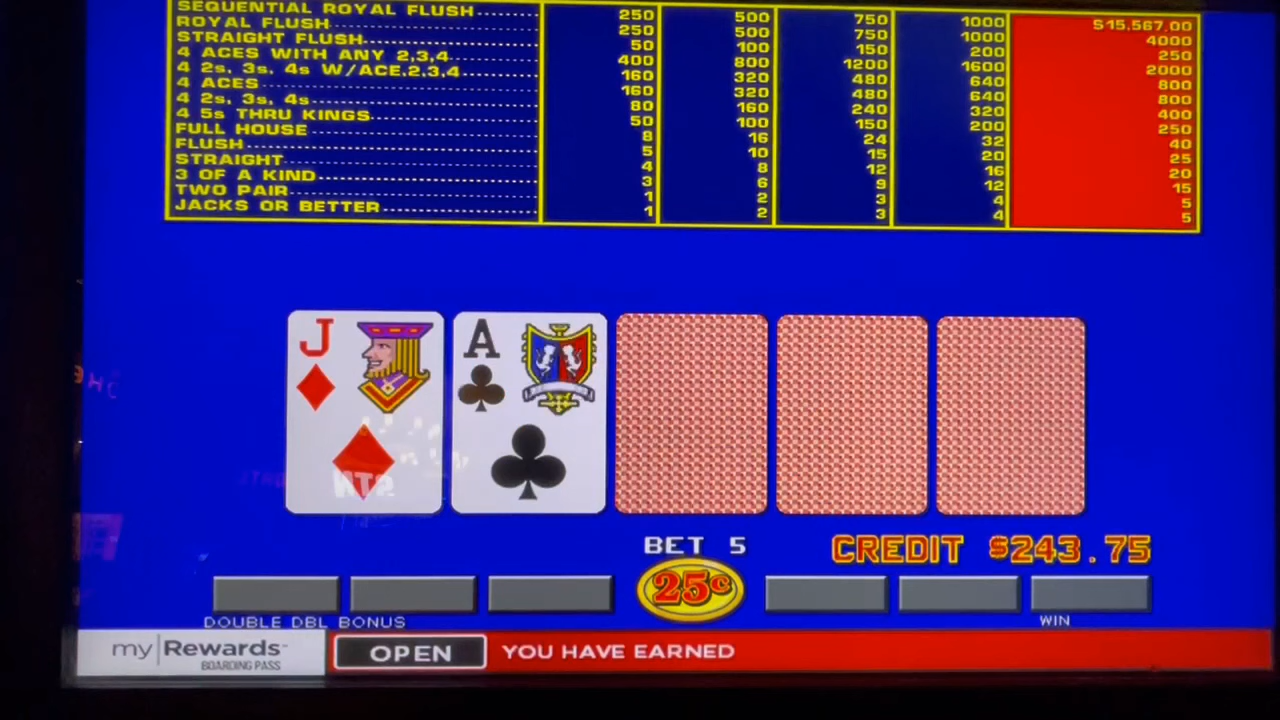 SEQUENTIAL ROYAL FLUSH 250 500 750 1000 $15,567.00
ROYAL FLUSH 250 500 750 1000 4000
STRAIGHT FLUSH 50 100 150 200 250
4 ACES WITH ANY 2,3,4 400 800 1200 1600 2000
4 2s, 3s, 4s W/ACE,2,3,4 160 320 480 640 800
4 ACES 160 320 480 640 800
4 2s, 3s, 4s 80 160 240 320 400
4 5s THRU KINGS 50 100 150 200 250
FULL HOUSE 8 16 24 32 40
FLUSH 5 10 15 20 25
STRAIGHT 4 8 12 16 20
3 OF A KIND 3 6 9 12 15
TWO PAIR 1 2 3 4 5
JACKS OR BETTER 1 2 3 4 5
J A
BET 5 CREDIT $243.75
25¢
DOUBLE DBL BONUS WIN
my|Rewards OPEN YOU HAVE EARNED
BOARDING PASS